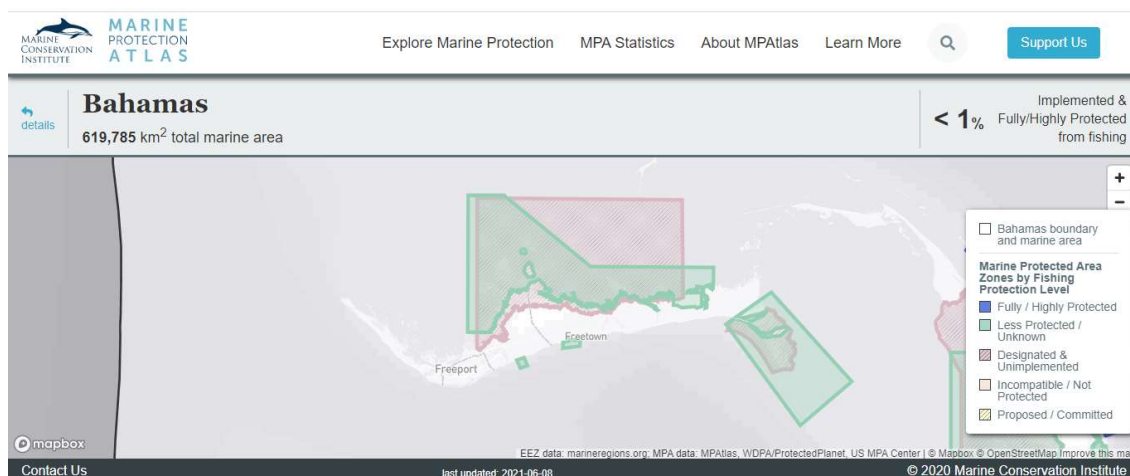 MARINE
CONSERVATION
INSTITUTE
MARINE
PROTECTION
ATLAS
Explore Marine Protection
MPA Statistics
About MPAtlas
Learn More
Support Us
details
Bahamas
619,785 km2 total marine area
< 1%
Implemented &
Fully/Highly Protected
from fishing
+
−
Bahamas boundary
and marine area
Marine Protected Area
Zones by Fishing
Protection Level
Fully / Highly Protected
Less Protected /
Unknown
Designated &
Unimplemented
Incompatible / Not
Protected
Proposed / Committed
Freetown
Freeport
mapbox
EEZ data: marineregions.org; MPA data: MPAtlas, WDPA/ProtectedPlanet, US MPA Center | © Mapbox © OpenStreetMap Improve this ma
Contact Us
last updated: 2021-06-08
© 2020 Marine Conservation Institute